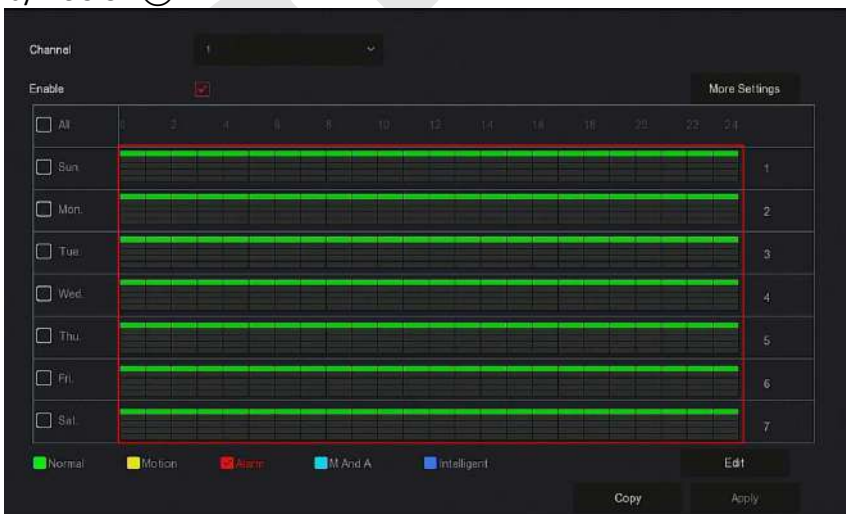 Channel 1
Enable More Settings
All 0 2 4 6 8 10 12 14 16 18 20 22 24
Sun. 1
Mon. 2
Tue. 3
Wed. 4
Thu. 5
Fri. 6
Sat. 7
Normal Motion Alarm M And A Intelligent Edit
Copy Apply